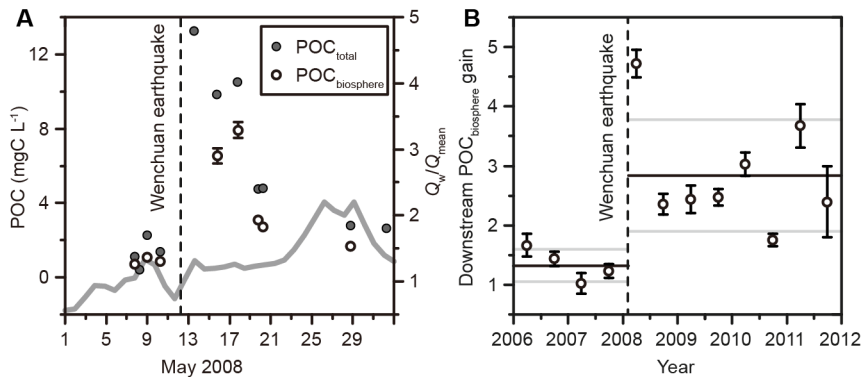 A
POC (mgC L⁻¹)
12
8
4
0
Wenchuan earthquake
POC_total
POC_biosphere
5
4
3
2
1
Q_w/Q_mean
1 5 9 13 17 21 25 29
May 2008
B
Downstream POC_biosphere gain
5
4
3
2
1
Wenchuan earthquake
2006 2007 2008 2009 2010 2011 2012
Year